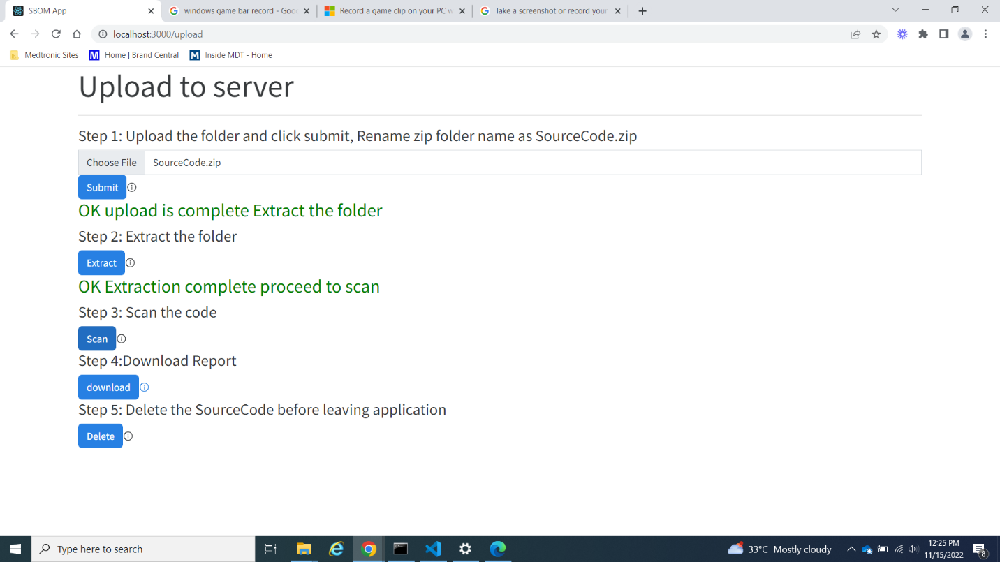 SBOM App
windows game bar record - Goo
Record a game clip on your PC w
Take a screenshot or record your
localhost:3000/upload
Medtronic Sites
Home | Brand Central
Inside MDT - Home
Upload to server
Step 1: Upload the folder and click submit, Rename zip folder name as SourceCode.zip
Choose File SourceCode.zip
Submit
OK upload is complete Extract the folder
Step 2: Extract the folder
Extract
OK Extraction complete proceed to scan
Step 3: Scan the code
Scan
Step 4:Download Report
download
Step 5: Delete the SourceCode before leaving application
Delete
Type here to search
33°C Mostly cloudy
12:25 PM
11/15/2022
8